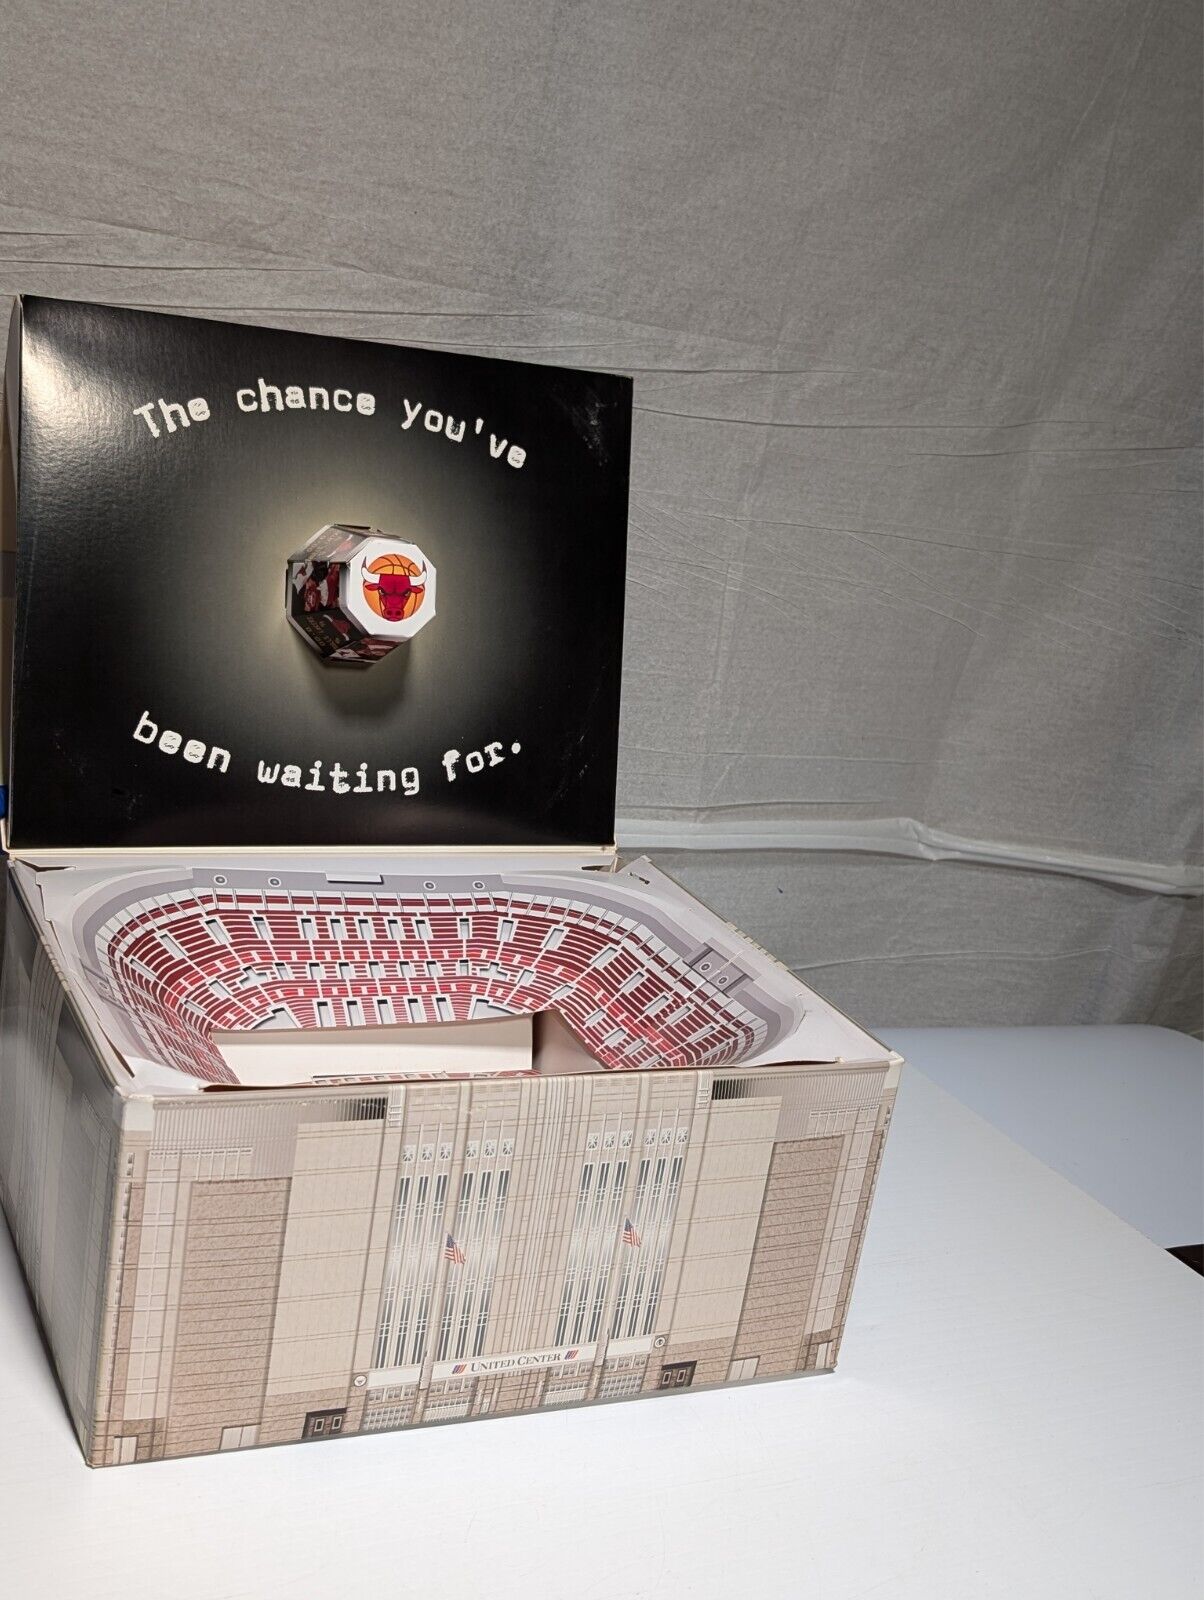 The chance you've
been waiting for.
UNITED CENTER